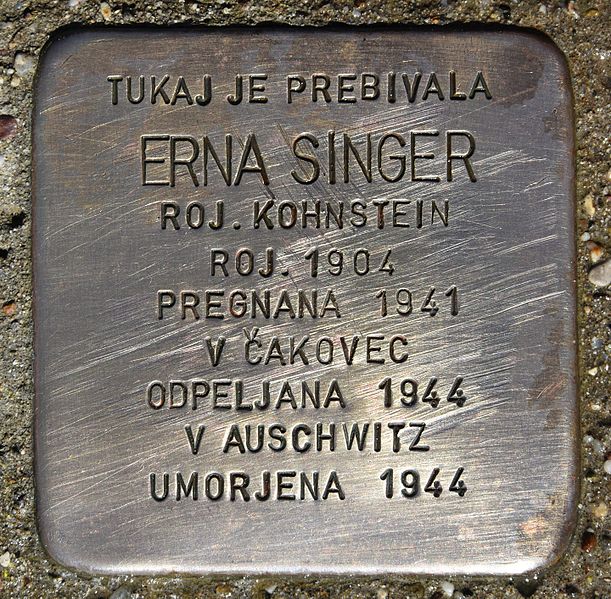 TUKAJ JE PREBIVALA
ERNA SINGER
ROJ. KOHNSTEIN
ROJ. 1904
PREGNANA 1941
V ČAKOVEC
ODPELJANA 1944
V AUSCHWITZ
UMORJENA 1944